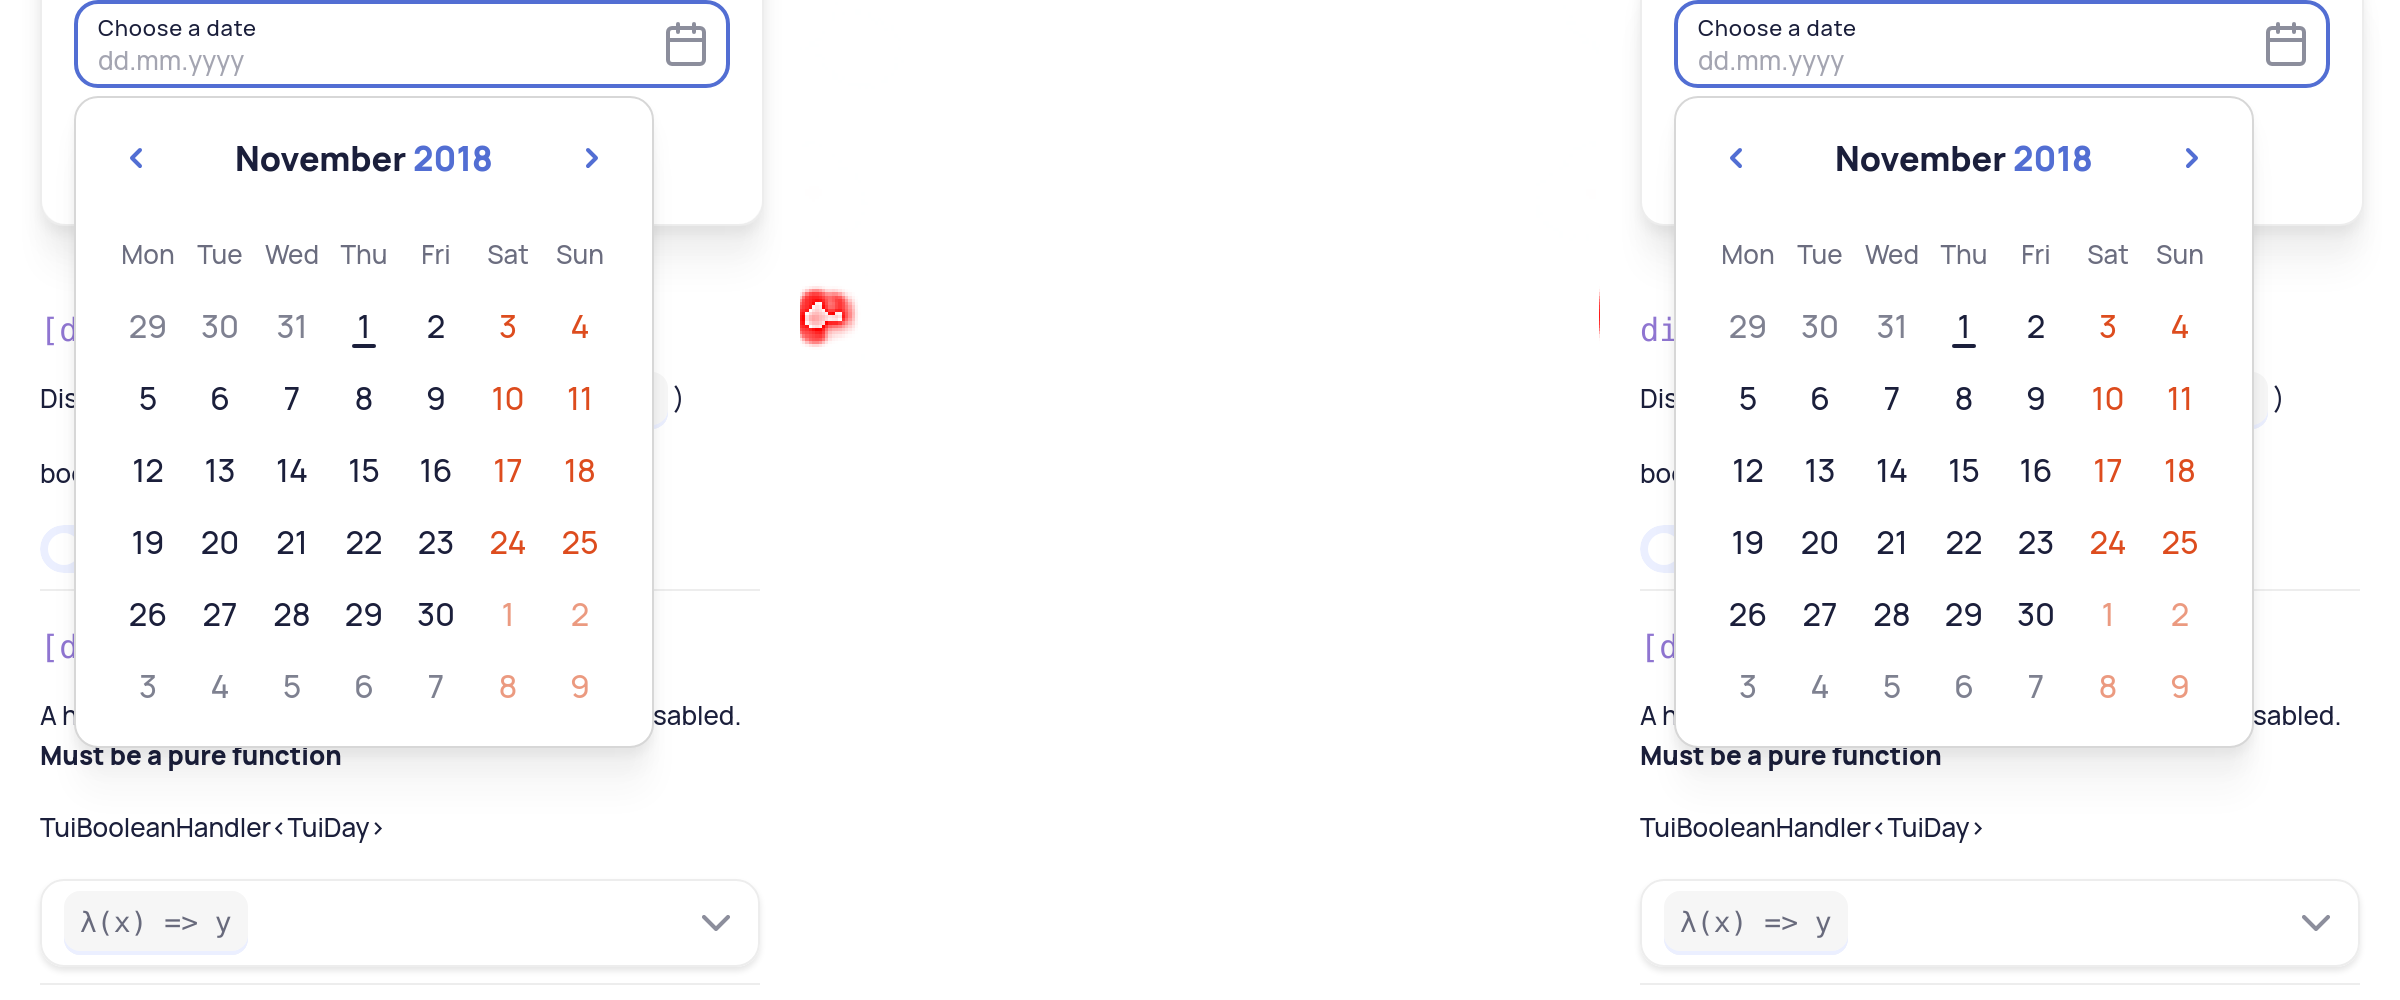 Choose a date
dd.mm.yyyy
November 2018
Mon Tue Wed Thu Fri Sat Sun
29 30 31 1 2 3 4
[d
5 6 7 8 9 10 11
Dis )
12 13 14 15 16 17 18
boo
19 20 21 22 23 24 25
26 27 28 29 30 1 2
[d
3 4 5 6 7 8 9
A h sabled.
Must be a pure function
TuiBooleanHandler<TuiDay>
λ(x) => y
Choose a date
dd.mm.yyyy
November 2018
Mon Tue Wed Thu Fri Sat Sun
29 30 31 1 2 3 4
di
5 6 7 8 9 10 11
Dis )
12 13 14 15 16 17 18
boo
19 20 21 22 23 24 25
26 27 28 29 30 1 2
[d
3 4 5 6 7 8 9
A h sabled.
Must be a pure function
TuiBooleanHandler<TuiDay>
λ(x) => y